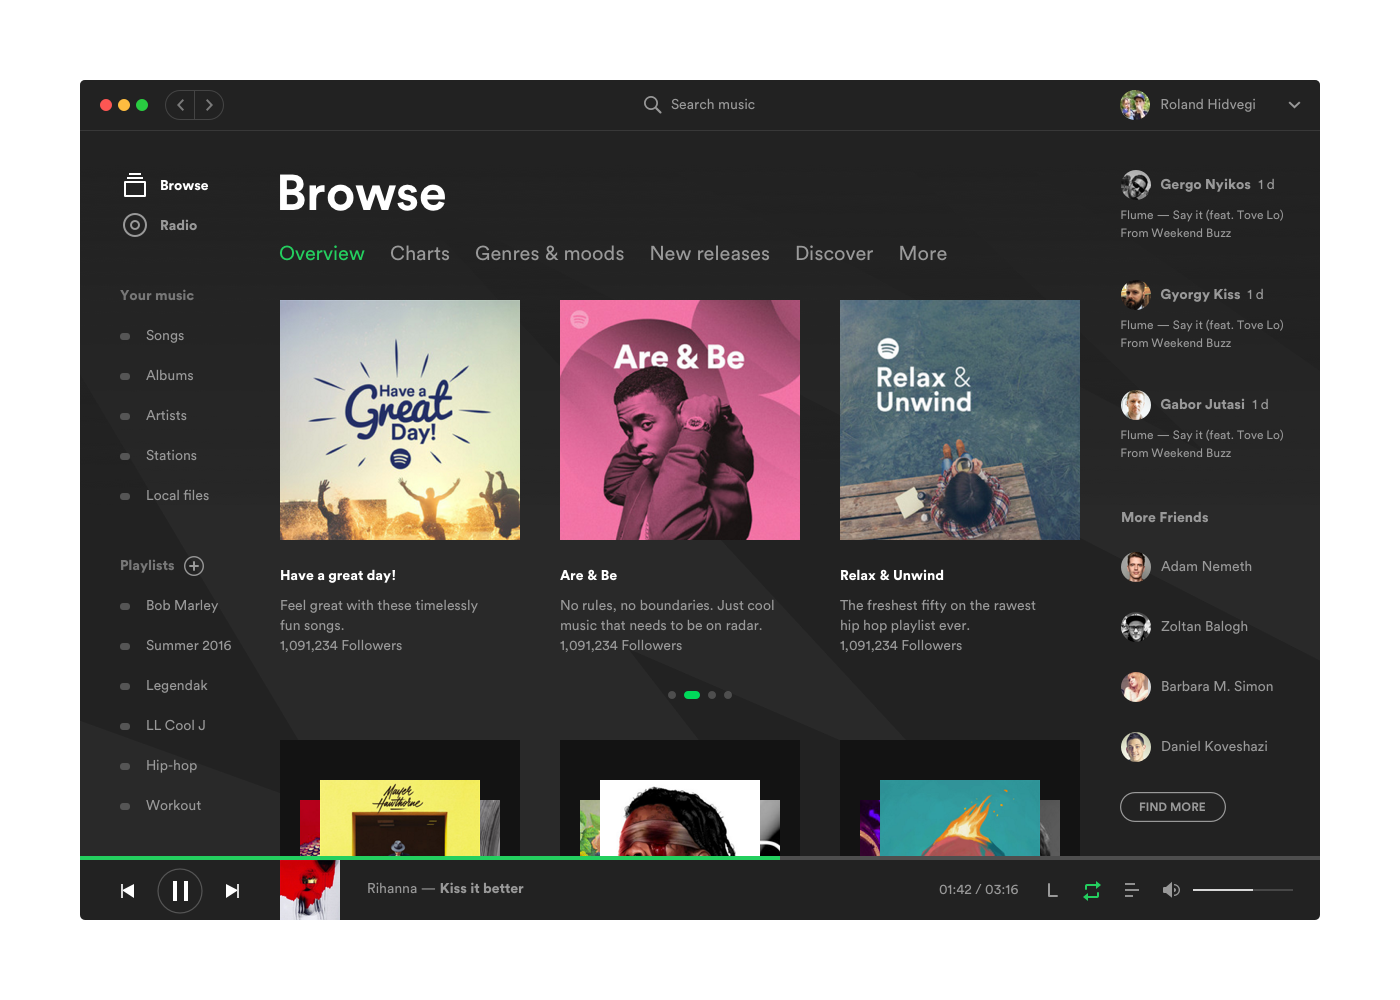 Search music
Roland Hidvegi
Browse
Radio
Your music
Songs
Albums
Artists
Stations
Local files
Playlists
Bob Marley
Summer 2016
Legendak
LL Cool J
Hip-hop
Workout
Browse
Overview Charts Genres & moods New releases Discover More
Have a
Great
Day!
Are & Be
Relax &
Unwind
Have a great day!
Feel great with these timelessly
fun songs.
1,091,234 Followers
Are & Be
No rules, no boundaries. Just cool
music that needs to be on radar.
1,091,234 Followers
Relax & Unwind
The freshest fifty on the rawest
hip hop playlist ever.
1,091,234 Followers
Mayer
Hawthorne
Gergo Nyikos 1 d
Flume — Say it (feat. Tove Lo)
From Weekend Buzz
Gyorgy Kiss 1 d
Flume — Say it (feat. Tove Lo)
From Weekend Buzz
Gabor Jutasi 1 d
Flume — Say it (feat. Tove Lo)
From Weekend Buzz
More Friends
Adam Nemeth
Zoltan Balogh
Barbara M. Simon
Daniel Koveshazi
FIND MORE
Rihanna — Kiss it better
01:42 / 03:16
L